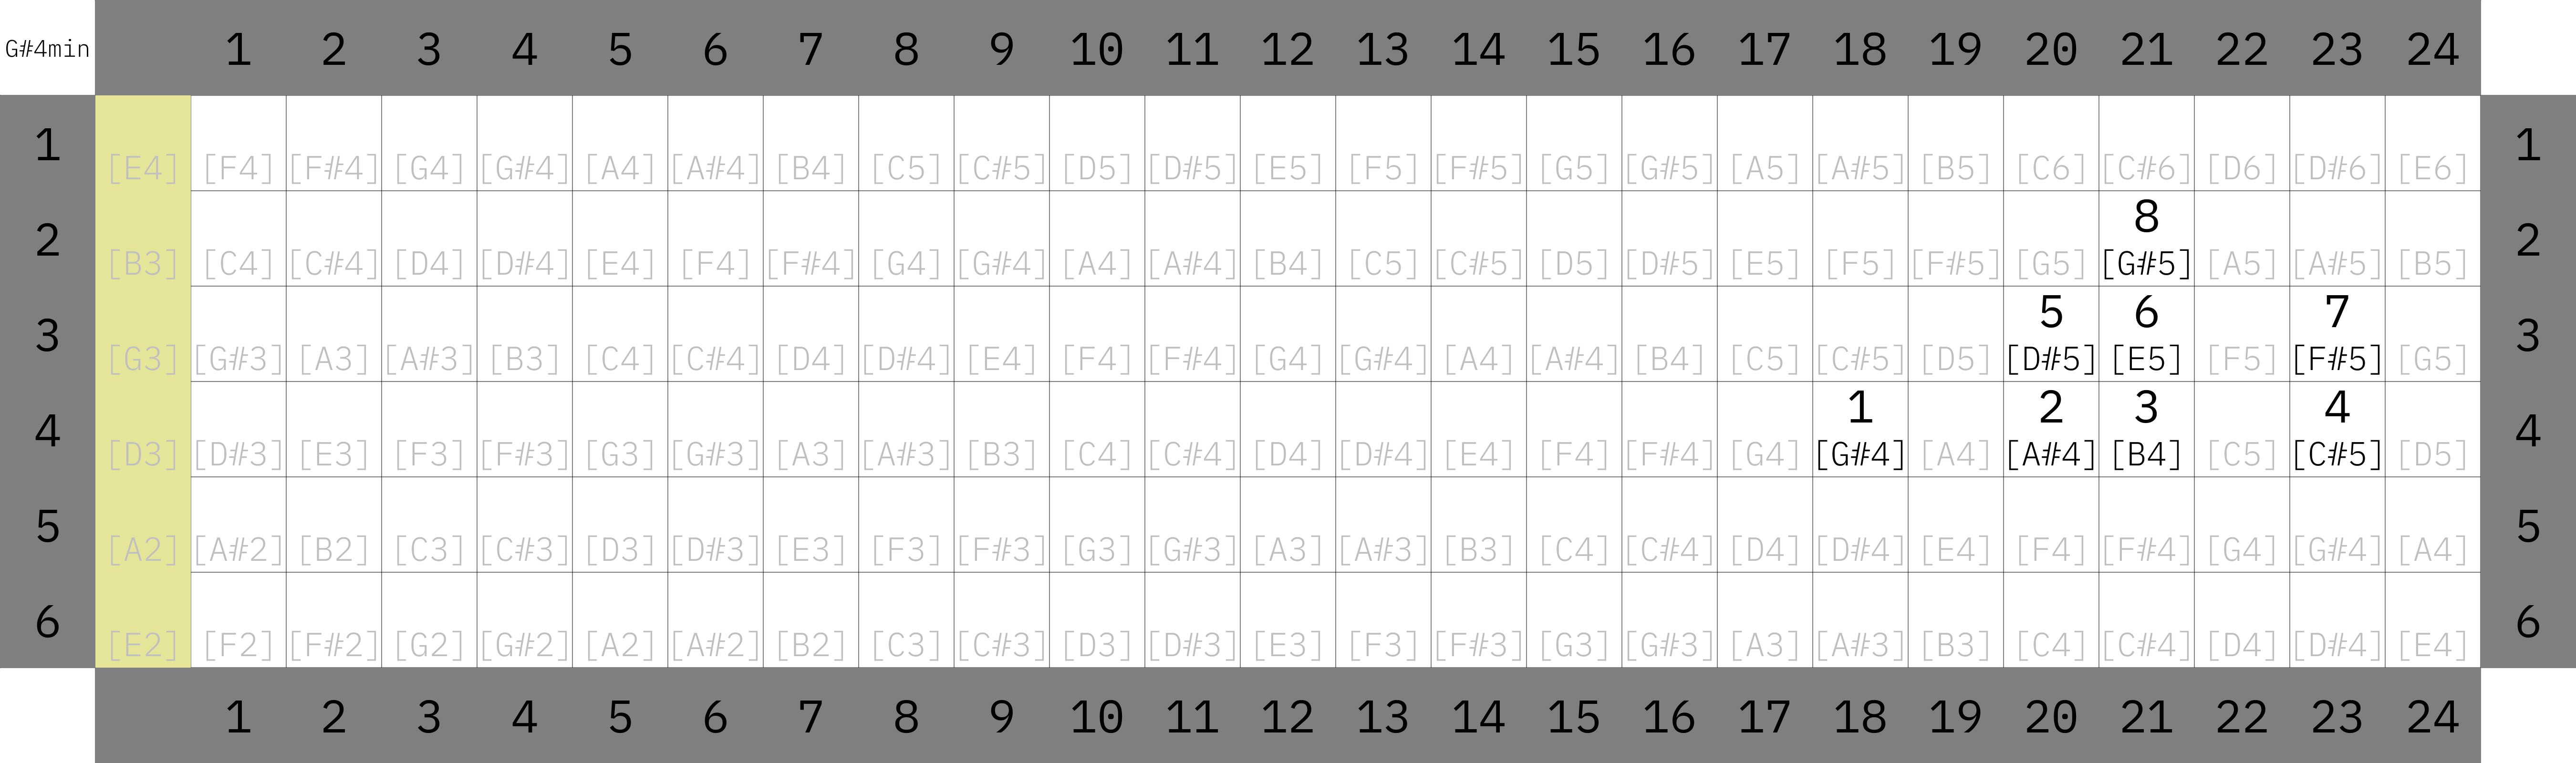 G#4min 1 2 3 4 5 6 7 8 9 10 11 12 13 14 15 16 17 18 19 20 21 22 23 24
1 1
[E4] [F4] [F#4] [G4] [G#4] [A4] [A#4] [B4] [C5] [C#5] [D5] [D#5] [E5] [F5] [F#5] [G5] [G#5] [A5] [A#5] [B5] [C6] [C#6] [D6] [D#6] [E6]
8
2 2
[B3] [C4] [C#4] [D4] [D#4] [E4] [F4] [F#4] [G4] [G#4] [A4] [A#4] [B4] [C5] [C#5] [D5] [D#5] [E5] [F5] [F#5] [G5] [G#5] [A5] [A#5] [B5]
5 6 7
3 3
[G3] [G#3] [A3] [A#3] [B3] [C4] [C#4] [D4] [D#4] [E4] [F4] [F#4] [G4] [G#4] [A4] [A#4] [B4] [C5] [C#5] [D5] [D#5] [E5] [F5] [F#5] [G5]
1 2 3 4
4 4
[D3] [D#3] [E3] [F3] [F#3] [G3] [G#3] [A3] [A#3] [B3] [C4] [C#4] [D4] [D#4] [E4] [F4] [F#4] [G4] [G#4] [A4] [A#4] [B4] [C5] [C#5] [D5]
5 5
[A2] [A#2] [B2] [C3] [C#3] [D3] [D#3] [E3] [F3] [F#3] [G3] [G#3] [A3] [A#3] [B3] [C4] [C#4] [D4] [D#4] [E4] [F4] [F#4] [G4] [G#4] [A4]
6 6
[E2] [F2] [F#2] [G2] [G#2] [A2] [A#2] [B2] [C3] [C#3] [D3] [D#3] [E3] [F3] [F#3] [G3] [G#3] [A3] [A#3] [B3] [C4] [C#4] [D4] [D#4] [E4]
1 2 3 4 5 6 7 8 9 10 11 12 13 14 15 16 17 18 19 20 21 22 23 24